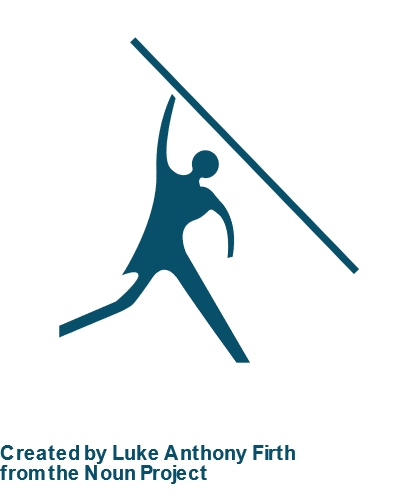 Created by Luke Anthony Firth
from the Noun Project